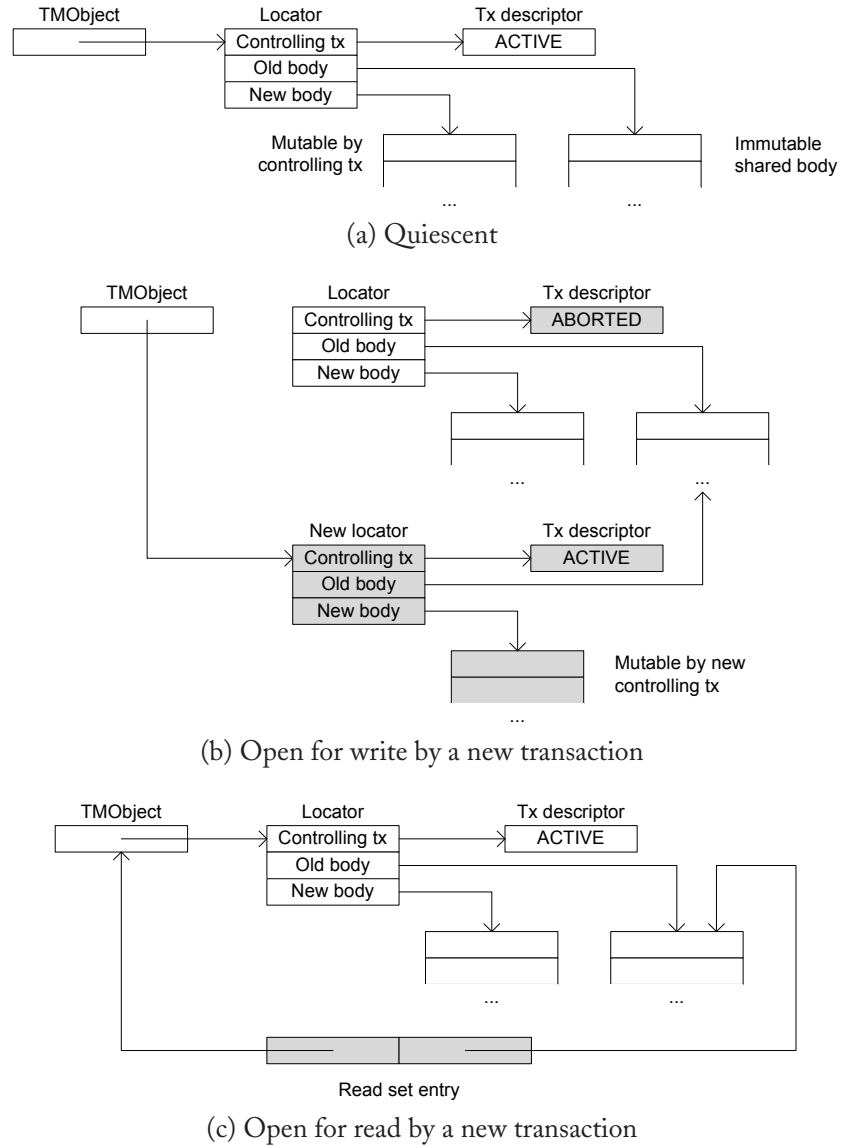 TMObject Locator Tx descriptor
Controlling tx ACTIVE
Old body
New body
Mutable by
controlling tx
Immutable
shared body
... ...
(a) Quiescent
TMObject Locator Tx descriptor
Controlling tx ABORTED
Old body
New body
... ...
New locator Tx descriptor
Controlling tx ACTIVE
Old body
New body
Mutable by new
controlling tx
...
(b) Open for write by a new transaction
TMObject Locator Tx descriptor
Controlling tx ACTIVE
Old body
New body
... ...
Read set entry
(c) Open for read by a new transaction